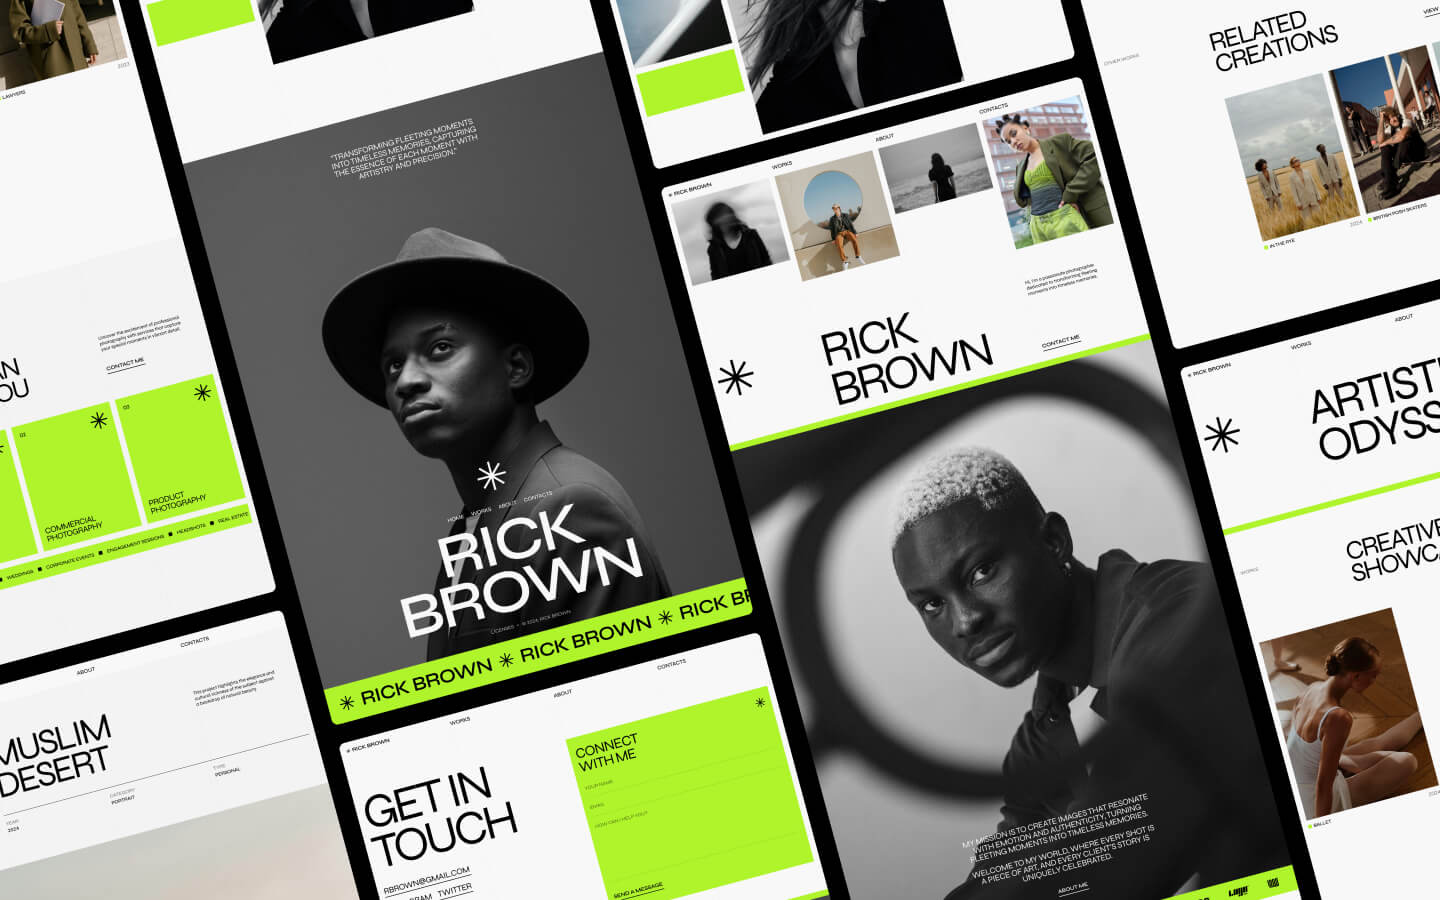 LAWYERS
2023
Uncover the excitement of professional
photography with services that capture
your special moments in vibrant detail.
CONTACT ME
AN
OU
02
COMMERCIAL
PHOTOGRAPHY
03
PRODUCT
PHOTOGRAPHY
WEDDINGS ■ CORPORATE EVENTS ■ ENGAGEMENT SESSIONS ■ HEADSHOTS ■ REAL ESTATE
ABOUT
CONTACTS
MUSLIM
DESERT
This project highlights the elegance and
cultural richness of the subject against
a backdrop of natural beauty.
YEAR
2024
CATEGORY
PORTRAIT
TYPE
PERSONAL
"TRANSFORMING FLEETING MOMENTS
INTO TIMELESS MEMORIES, CAPTURING
THE ESSENCE OF EACH MOMENT WITH
ARTISTRY AND PRECISION."
HOME WORKS ABOUT CONTACTS
RICK
BROWN
LICENSES • © 2024 RICK BROWN
RICK BROWN RICK BROWN RICK BR
RICK BROWN
WORKS
ABOUT
CONTACTS
GET IN
TOUCH
RBROWN@GMAIL.COM
GRAM TWITTER
CONNECT
WITH ME
YOUR NAME
EMAIL
HOW CAN I HELP YOU?
SEND A MESSAGE
RICK BROWN
WORKS
ABOUT
CONTACTS
Hi, I'm a passionate photographer
dedicated to transforming fleeting
moments into timeless memories.
RICK
BROWN
CONTACT ME
MY MISSION IS TO CREATE IMAGES THAT RESONATE
WITH EMOTION AND AUTHENTICITY, TURNING
FLEETING MOMENTS INTO TIMELESS MEMORIES.
WELCOME TO MY WORLD, WHERE EVERY SHOT IS
A PIECE OF ART, AND EVERY CLIENT'S STORY IS
UNIQUELY CELEBRATED.
ABOUT ME
OTHER WORKS
RELATED
CREATIONS
VIEW
IN THE RYE
2024
BRITISH POSH SKATERS
RICK BROWN
WORKS
ABOUT
ARTISTI
ODYSS
WORKS
CREATIVE
SHOWCA
BALLET
2024